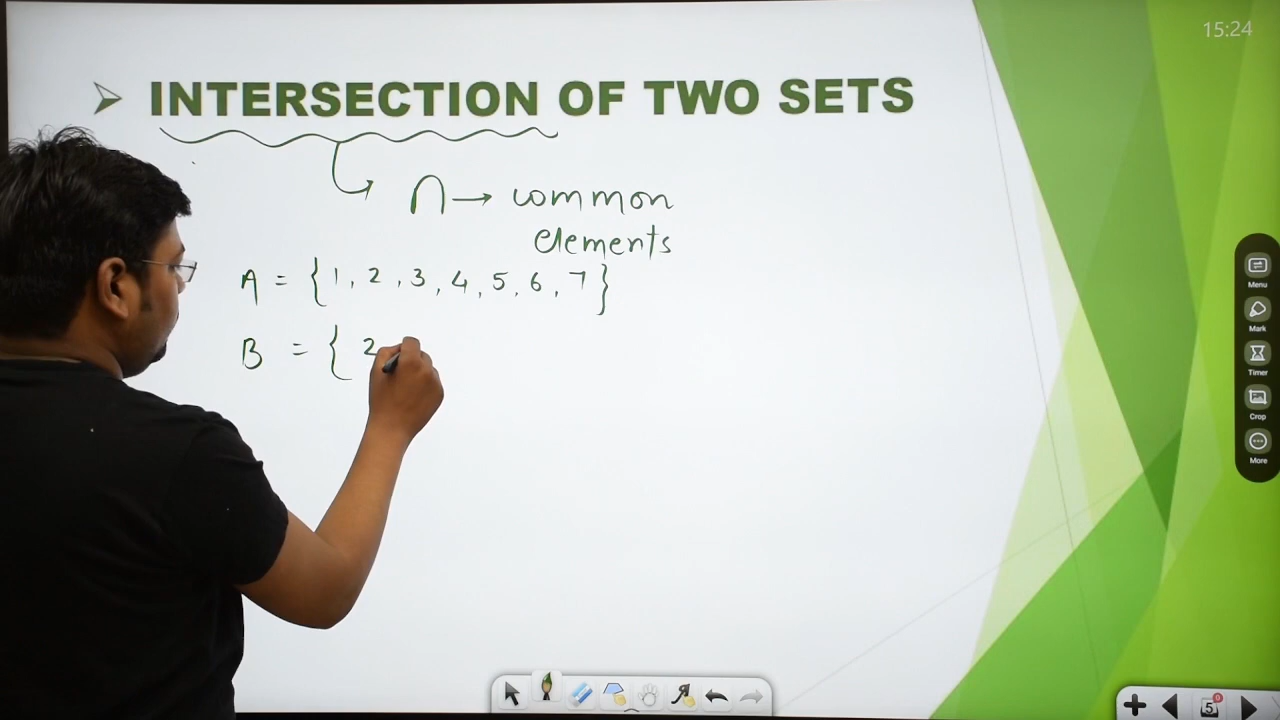 15:24
➢ INTERSECTION OF TWO SETS
∩ → common
elements
A = {1, 2, 3, 4, 5, 6, 7}
B = { 2
Menu
Mark
Timer
Crop
More
5